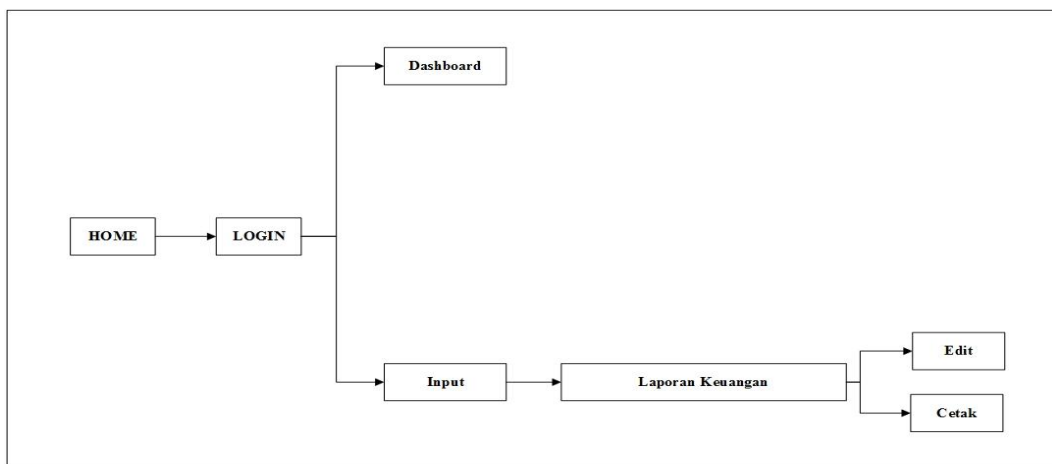 Dashboard
HOME
LOGIN
Edit
Input
Laporan Keuangan
Cetak